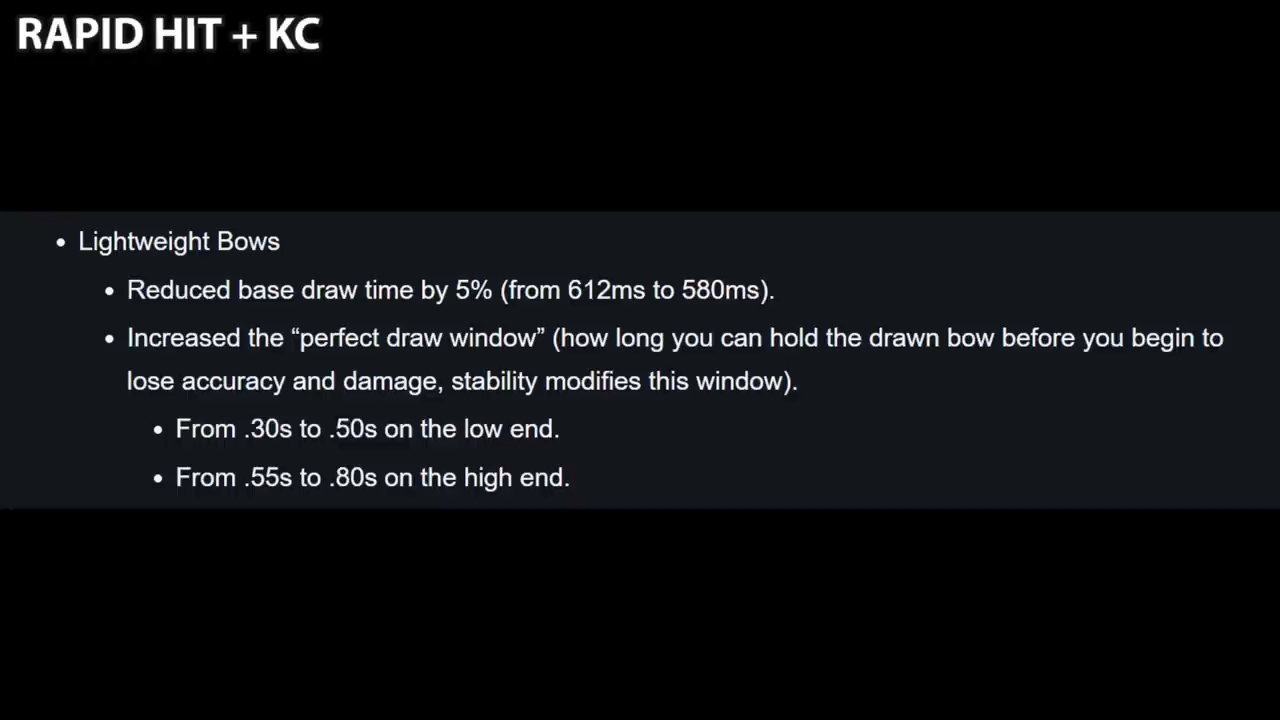 RAPID HIT + KC
• Lightweight Bows
• Reduced base draw time by 5% (from 612ms to 580ms).
• Increased the “perfect draw window” (how long you can hold the drawn bow before you begin to
lose accuracy and damage, stability modifies this window).
• From .30s to .50s on the low end.
• From .55s to .80s on the high end.